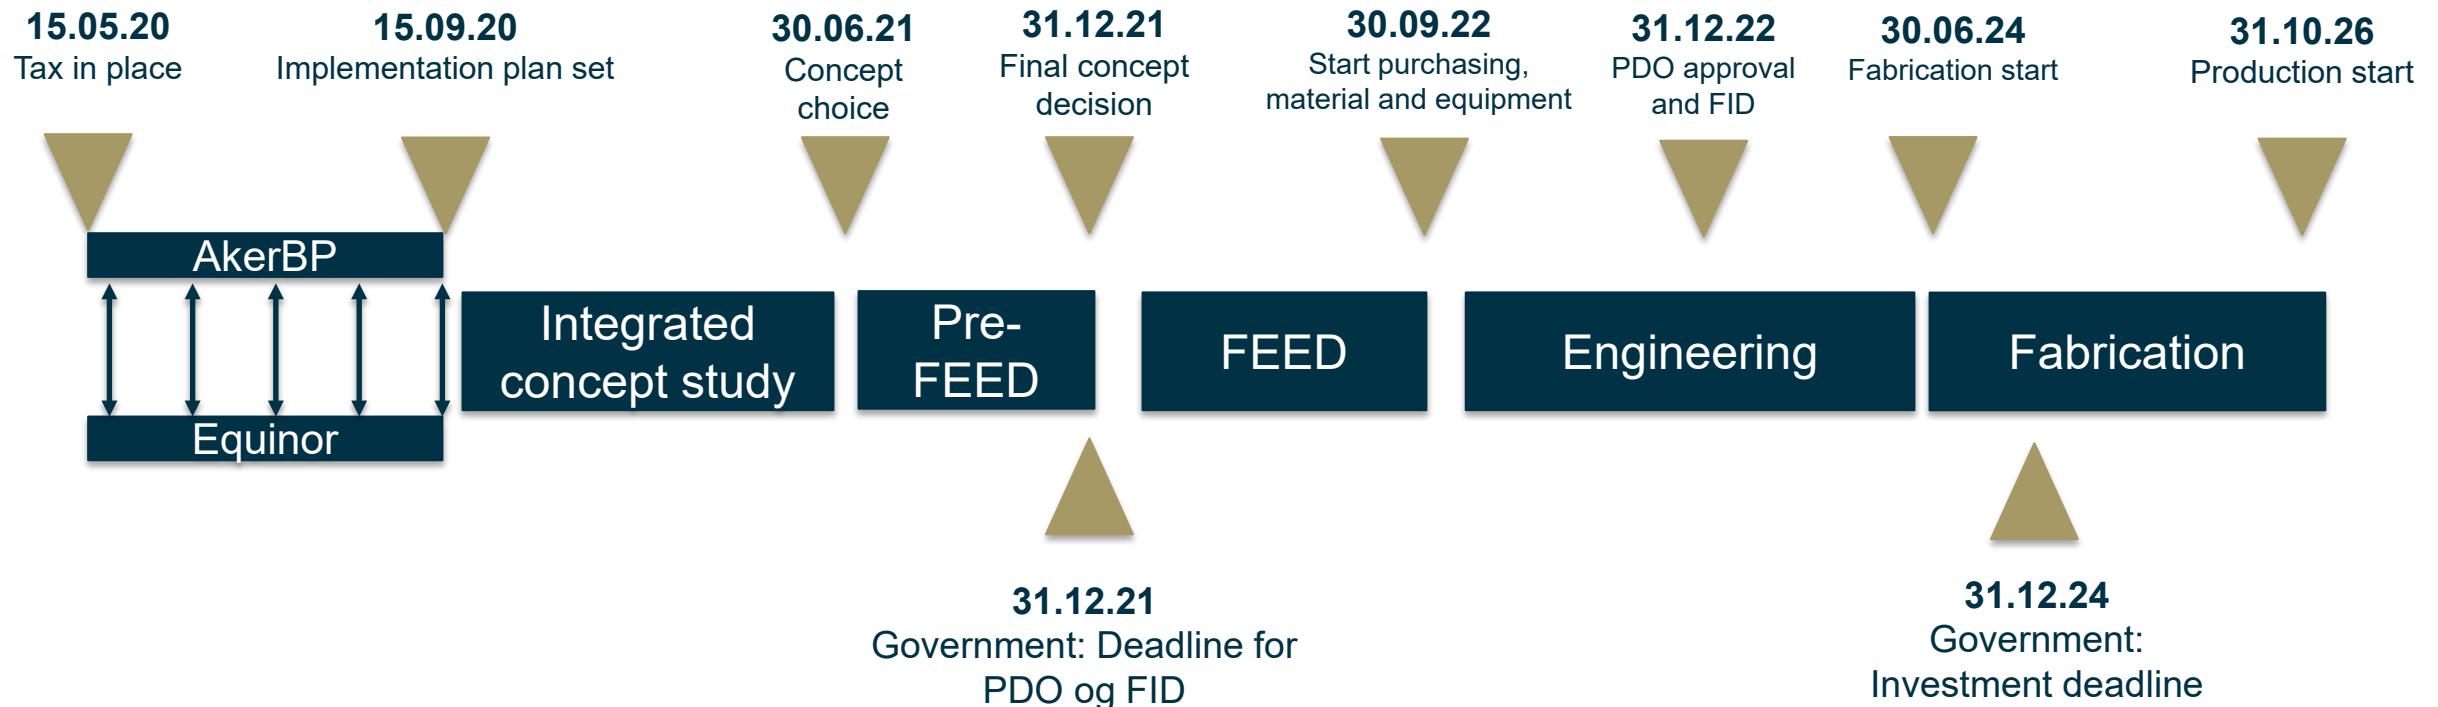 15.05.20
Tax in place
15.09.20
Implementation plan set
30.06.21
Concept
choice
31.12.21
Final concept
decision
30.09.22
Start purchasing,
material and equipment
31.12.22
PDO approval
and FID
30.06.24
Fabrication start
31.10.26
Production start
AkerBP
Equinor
Integrated
concept study
Pre-
FEED
FEED
Engineering
Fabrication
31.12.21
Government: Deadline for
PDO og FID
31.12.24
Government:
Investment deadline